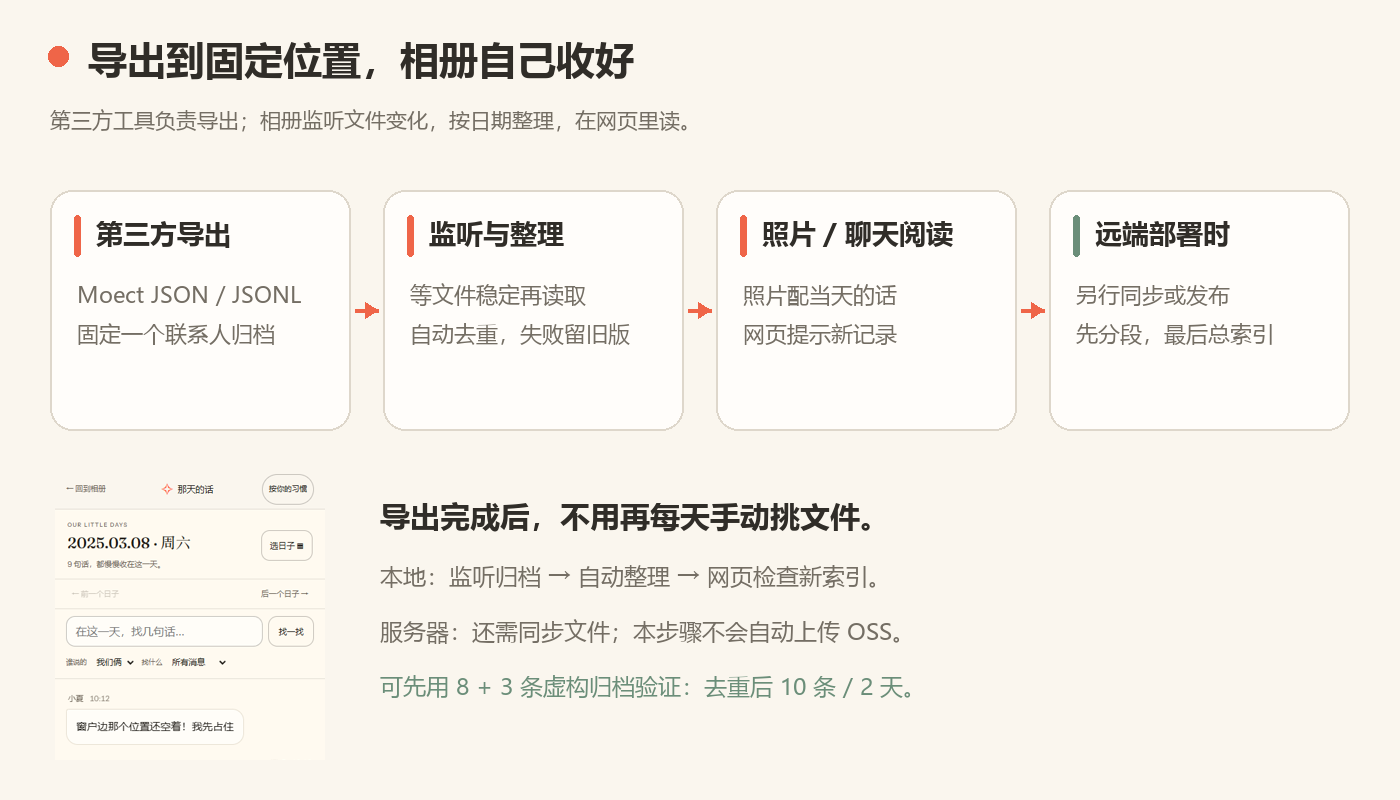 导出到固定位置，相册自己收好
第三方工具负责导出；相册监听文件变化，按日期整理，在网页里读。
第三方导出
Moect JSON / JSONL
固定一个联系人归档
监听与整理
等文件稳定再读取
自动去重，失败留旧版
照片 / 聊天阅读
照片配当天的话
网页提示新记录
远端部署时
另行同步或发布
先分段，最后总索引
← 回到相册
那天的话
按你的习惯
OUR LITTLE DAYS
2025.03.08 · 周六
选日子
9 句话，都慢慢收在这一天。
← 前一个日子
后一个日子 →
在这一天，找几句话…
找一找
谁说的 我们俩 找什么 所有消息
小夏 10:12
窗户边那个位置还空着！我先占住
导出完成后，不用再每天手动挑文件。
本地：监听归档 → 自动整理 → 网页检查新索引。
服务器：还需同步文件；本步骤不会自动上传 OSS。
可先用 8 + 3 条虚构归档验证：去重后 10 条 / 2 天。